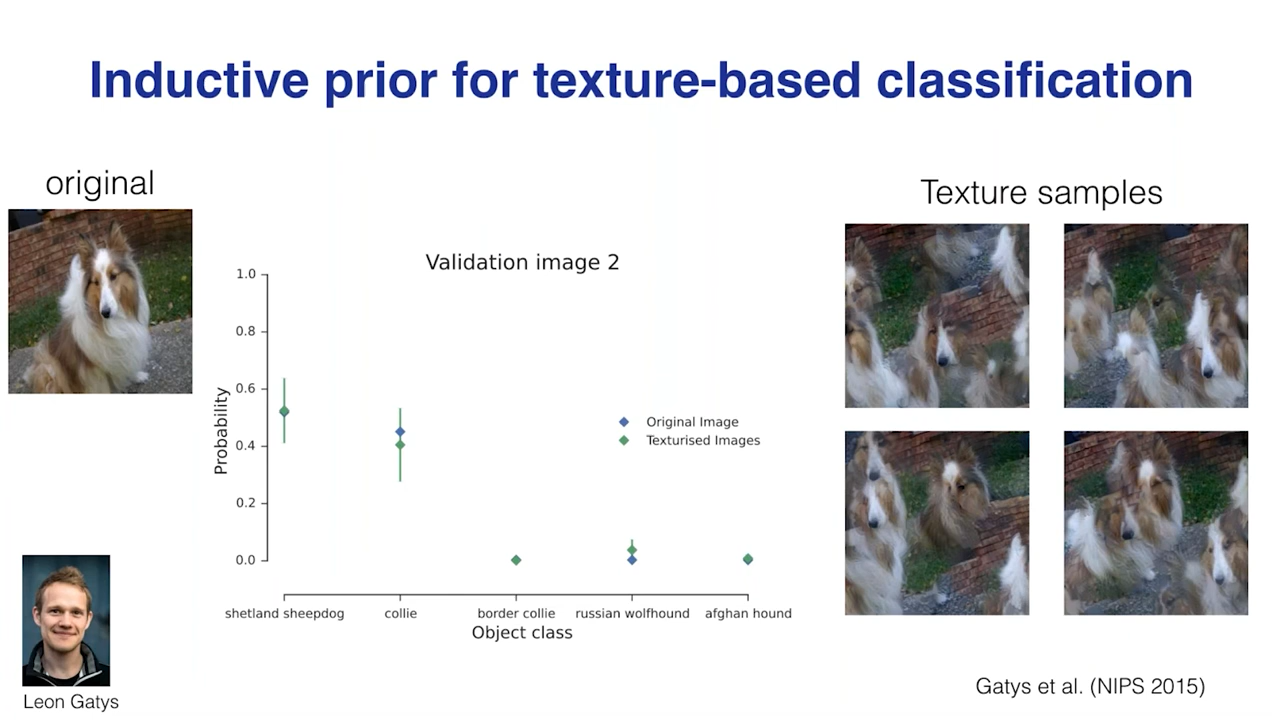 Inductive prior for texture-based classification
original
Texture samples
Validation image 2
1.0
0.8
0.6
0.4
0.2
0.0
Probability
Original Image
Texturised Images
shetland sheepdog
collie
border collie
russian wolfhound
afghan hound
Object class
Leon Gatys
Gatys et al. (NIPS 2015)